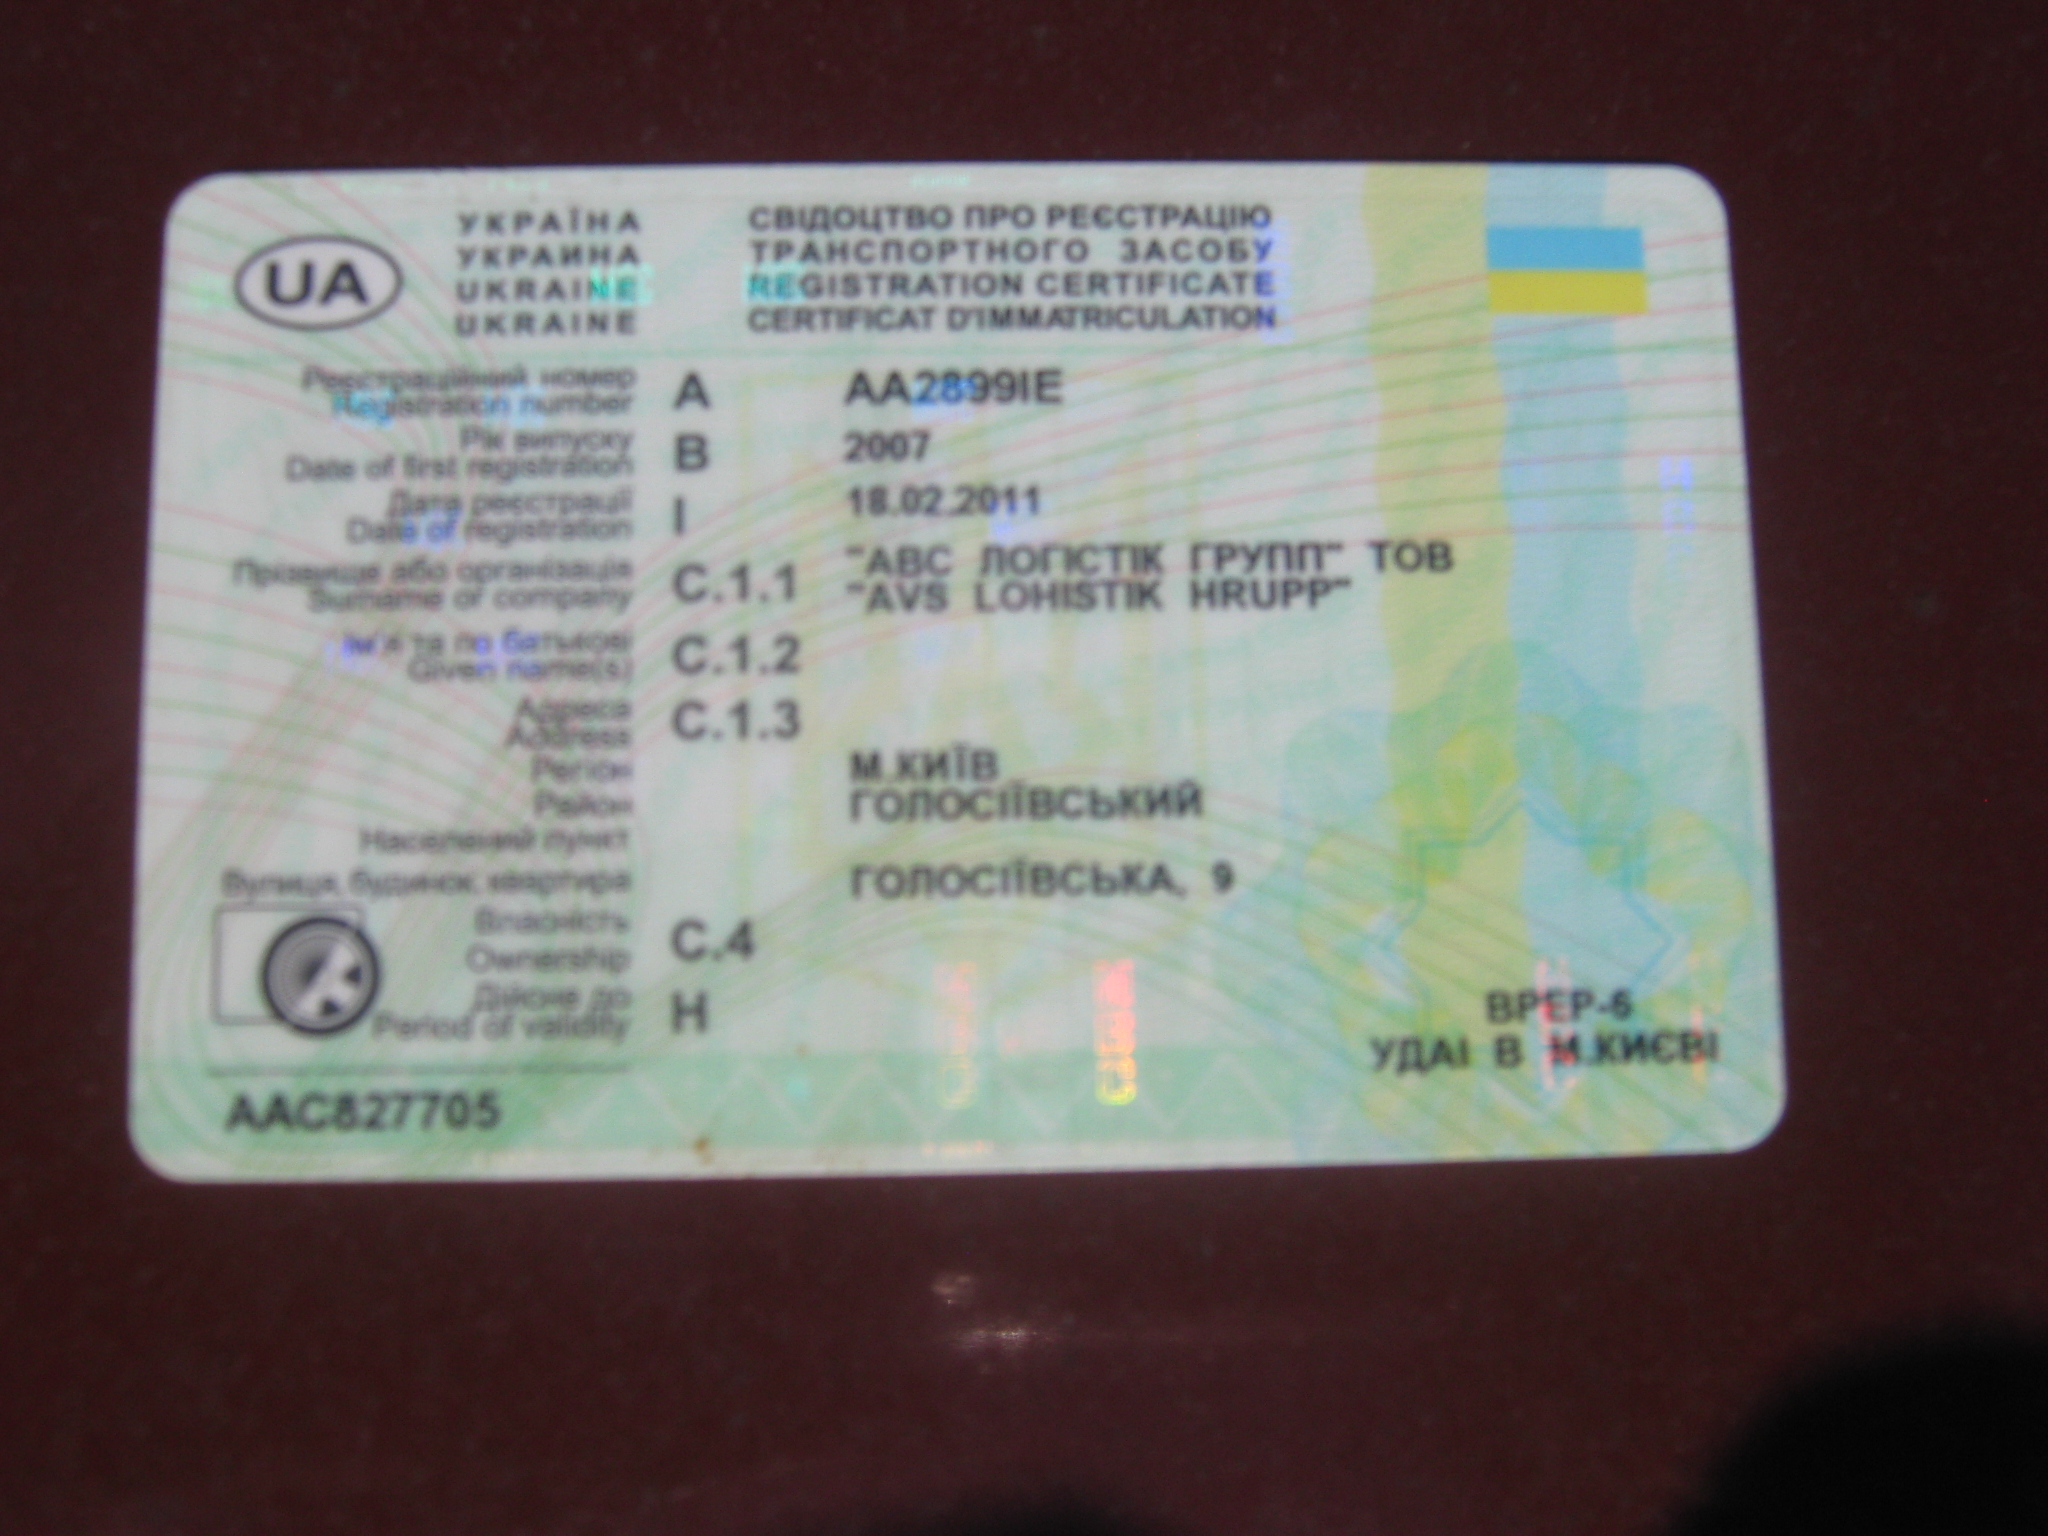 UA
УКРАЇНА
УКРАИНА
UKRAINE
UKRAINE
СВІДОЦТВО ПРО РЕЄСТРАЦІЮ
ТРАНСПОРТНОГО ЗАСОБУ
REGISTRATION CERTIFICATE
CERTIFICAT D'IMMATRICULATION
Реєстраційний номер
Registration number
A AA2899IE
Рік випуску
Date of first registration
B 2007
Дата реєстрації
Date of registration
I 18.02.2011
Прізвище або організація
Surname or company
C.1.1 "АВС ЛОГІСТІК ГРУПП" ТОВ
"AVS LOHISTIK HRUPP"
Ім'я та по батькові
Given name(s)
C.1.2
Адреса
Address
C.1.3
Регіон М.КИЇВ
Район ГОЛОСІЇВСЬКИЙ
Населений пункт
Вулиця, будинок, квартира ГОЛОСІЇВСЬКА, 9
Власність
Ownership
C.4
Дійсне до
Period of validity
H
ВРЕР-6
УДАІ В М.КИЄВІ
AAC827705